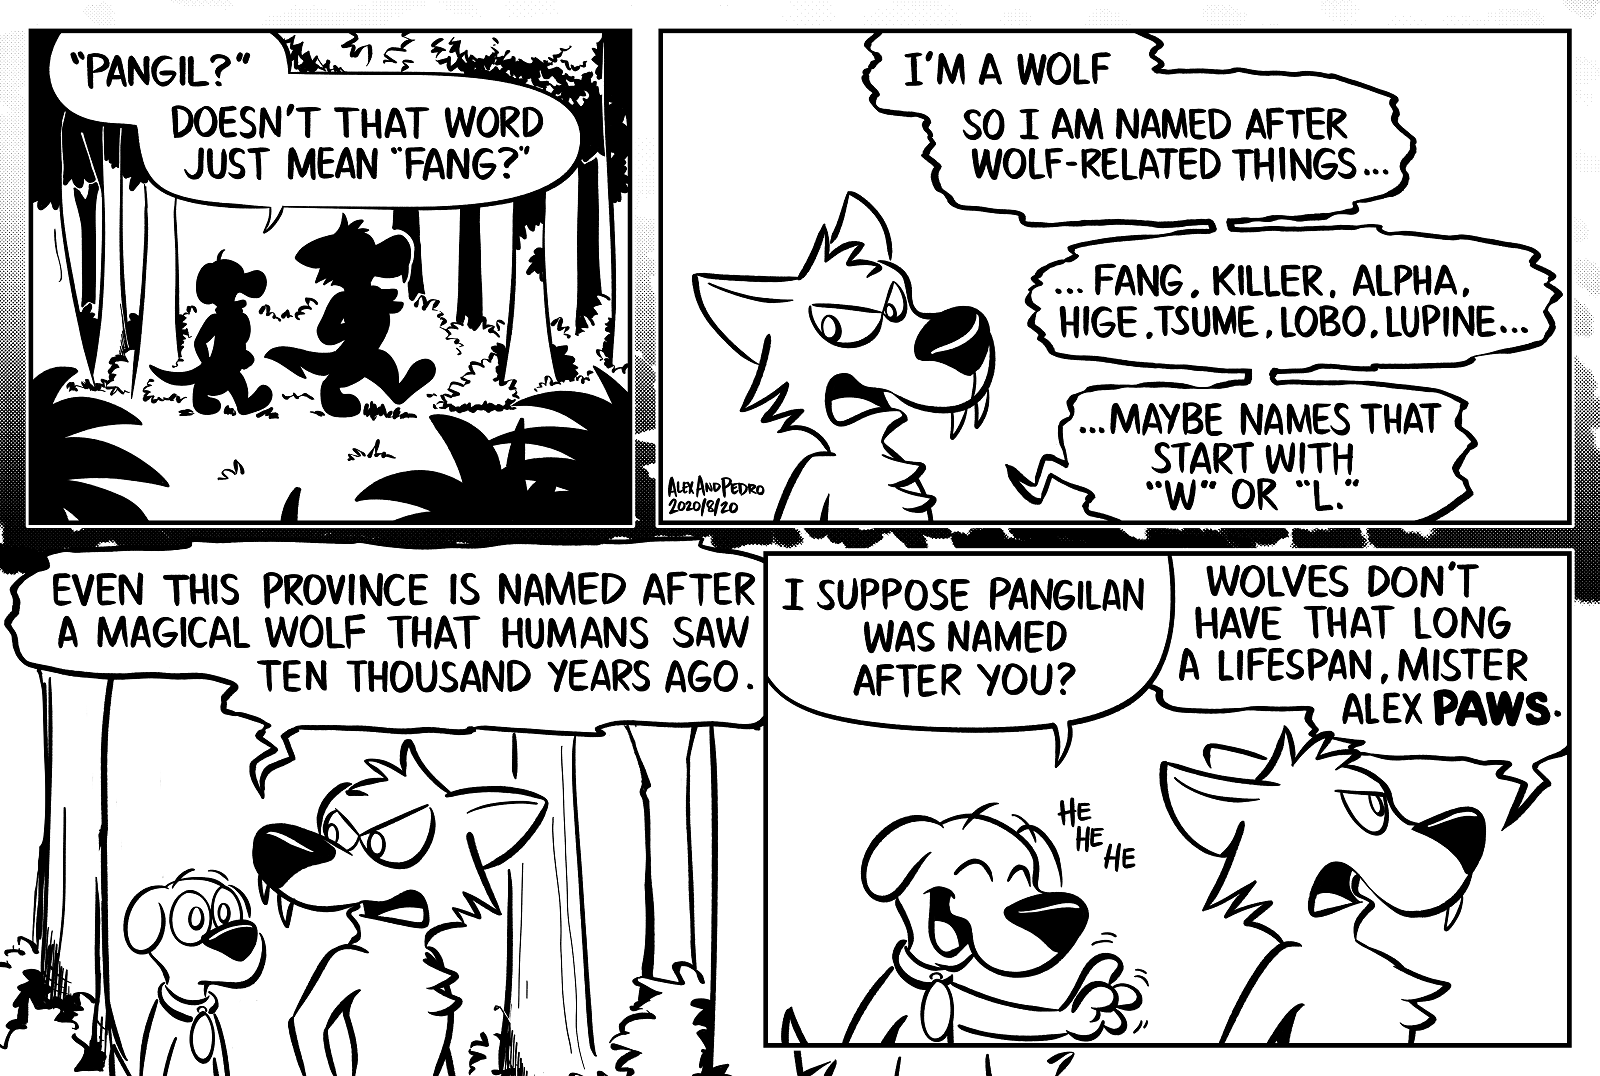 "PANGIL?"
DOESN'T THAT WORD
JUST MEAN "FANG?"
I'M A WOLF
SO I AM NAMED AFTER
WOLF-RELATED THINGS...
...FANG, KILLER, ALPHA,
HIGE, TSUME, LOBO, LUPINE...
...MAYBE NAMES THAT
START WITH
"W" OR "L."
ALEXANDPEDRO
2020/8/20
EVEN THIS PROVINCE IS NAMED AFTER
A MAGICAL WOLF THAT HUMANS SAW
TEN THOUSAND YEARS AGO.
I SUPPOSE PANGILAN
WAS NAMED
AFTER YOU?
HE
HE
HE
WOLVES DON'T
HAVE THAT LONG
A LIFESPAN, MISTER
ALEX PAWS.